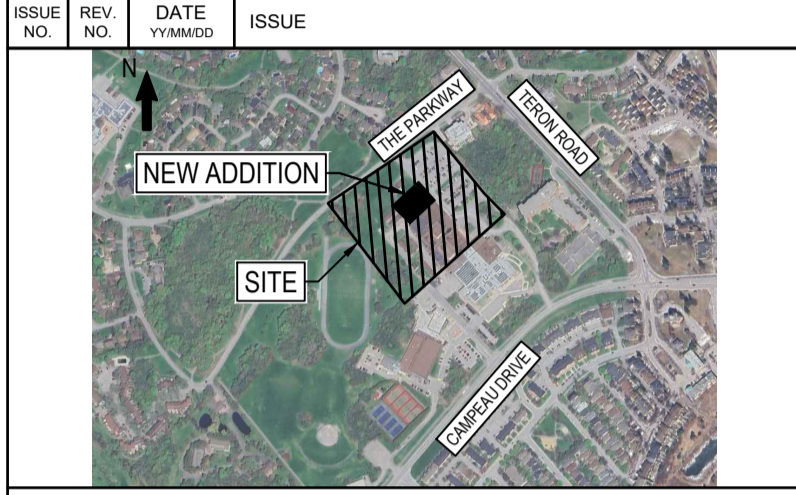 ISSUE NO.
REV. NO.
DATE
YY/MM/DD
ISSUE
N
THE PARKWAY
TERON ROAD
NEW ADDITION
SITE
CAMPEAU DRIVE